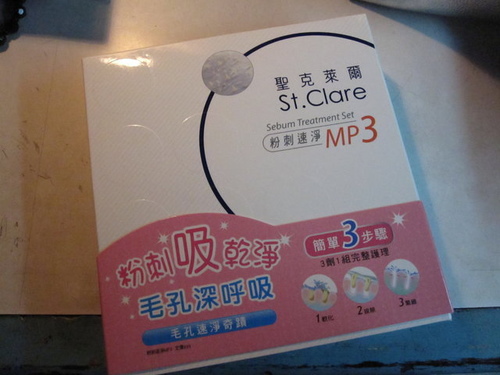 聖克萊爾
St.Clare
Sebum Treatment Set
粉刺速淨 MP3
粉刺吸乾淨
毛孔深呼吸
毛孔速淨奇蹟
簡單3步驟
3劑1組完整護理
1軟化
2
3